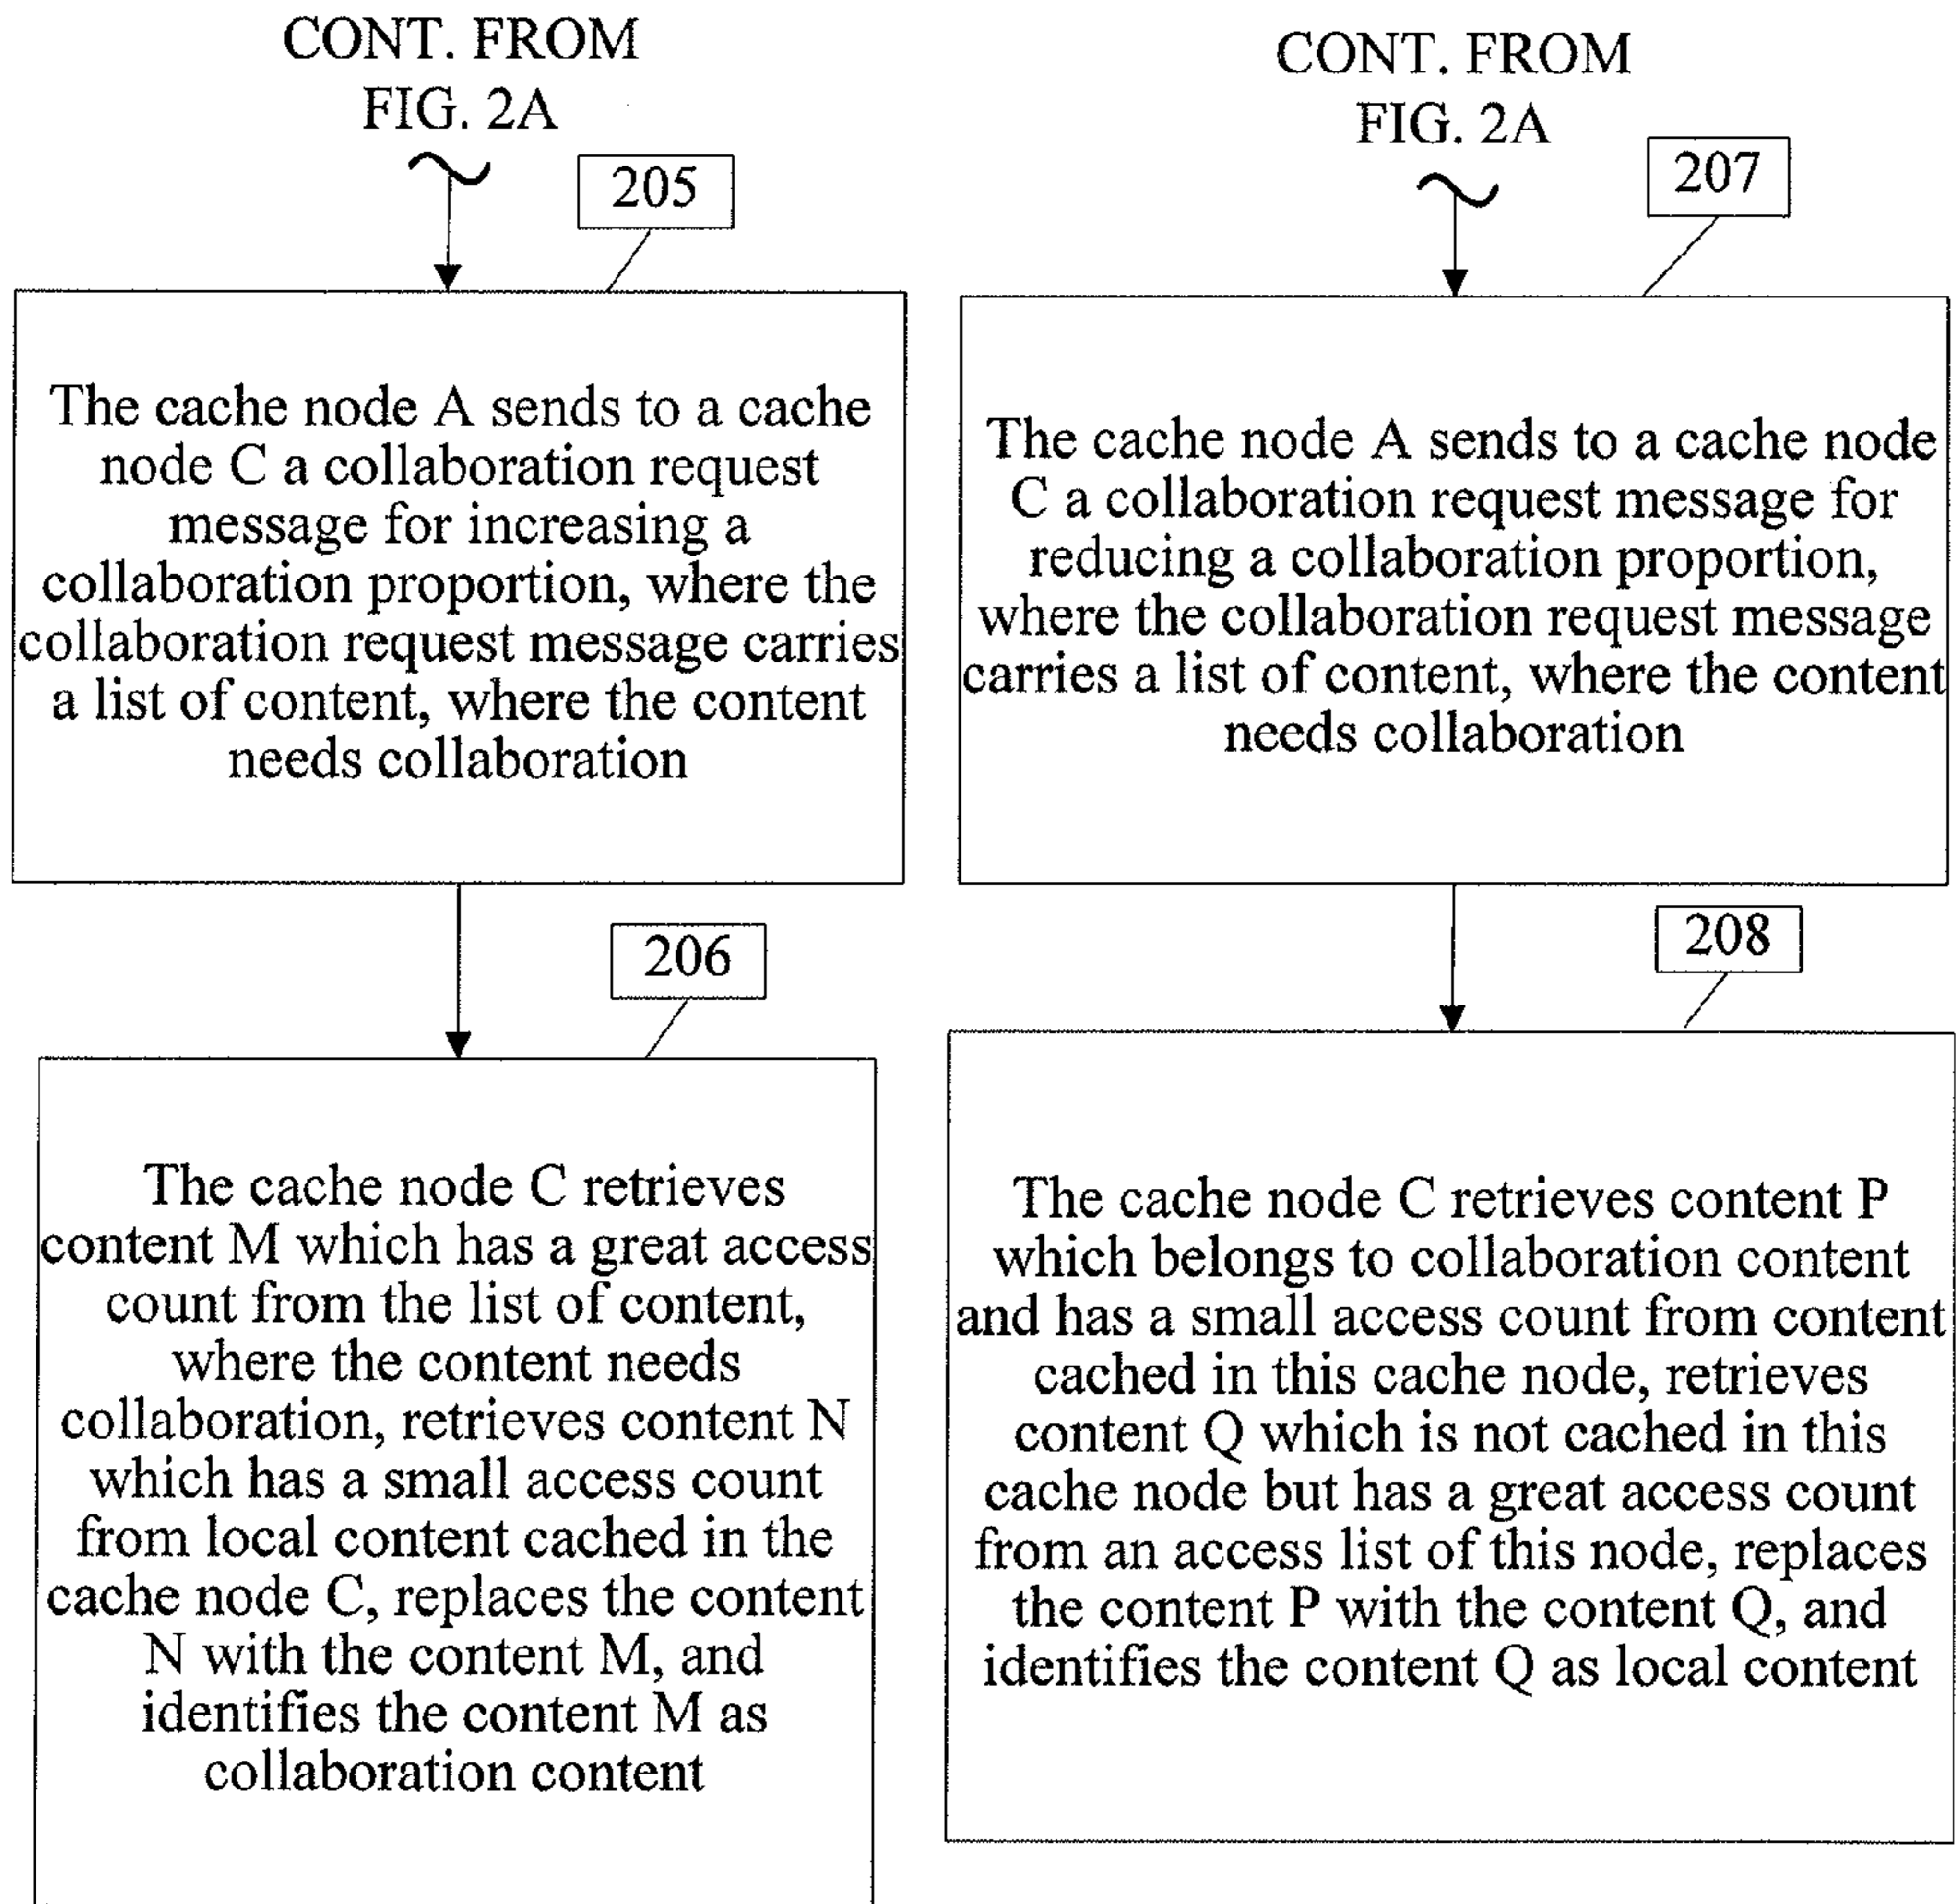 CONT. FROM
FIG. 2A
205
The cache node A sends to a cache
node C a collaboration request
message for increasing a
collaboration proportion, where the
collaboration request message carries
a list of content, where the content
needs collaboration
206
The cache node C retrieves
content M which has a great access
count from the list of content,
where the content needs
collaboration, retrieves content N
which has a small access count
from local content cached in the
cache node C, replaces the content
N with the content M, and
identifies the content M as
collaboration content
CONT. FROM
FIG. 2A
207
The cache node A sends to a cache node
C a collaboration request message for
reducing a collaboration proportion,
where the collaboration request message
carries a list of content, where the content
needs collaboration
208
The cache node C retrieves content P
which belongs to collaboration content
and has a small access count from content
cached in this cache node, retrieves
content Q which is not cached in this
cache node but has a great access count
from an access list of this node, replaces
the content P with the content Q, and
identifies the content Q as local content